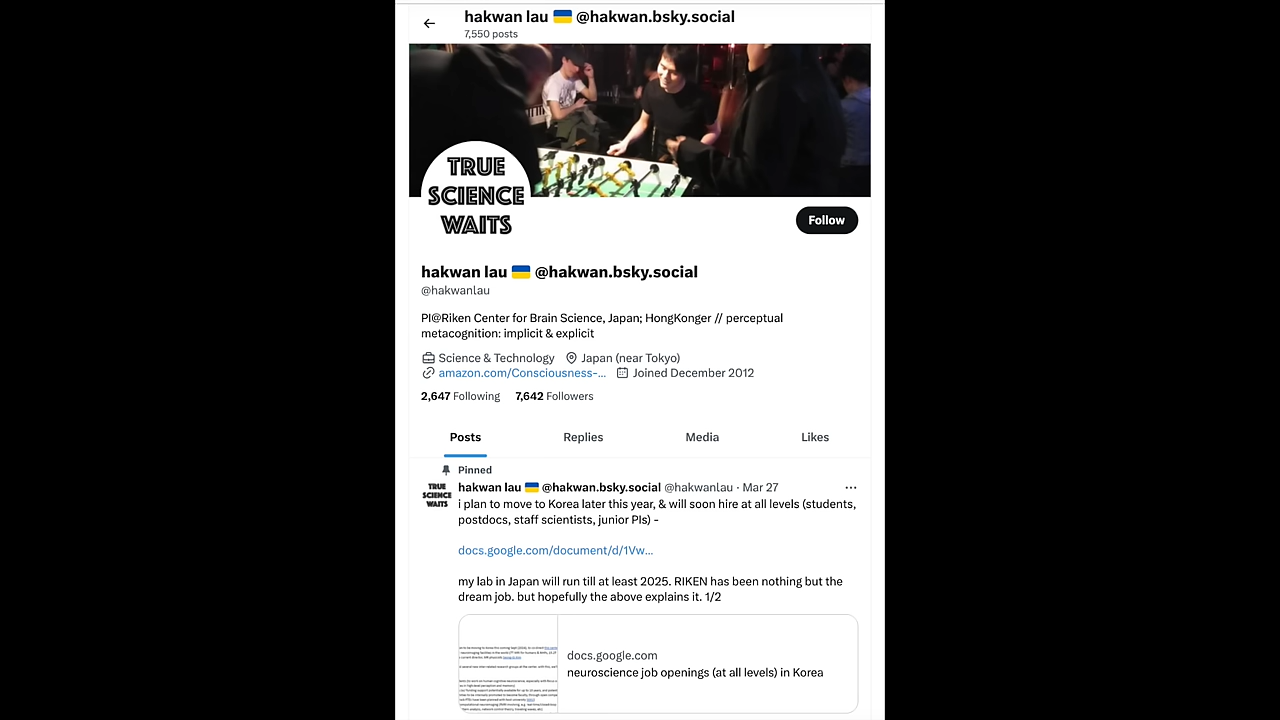 hakwan lau 🇺🇦 @hakwan.bsky.social
7,550 posts
TRUE
SCIENCE
WAITS
Follow
hakwan lau 🇺🇦 @hakwan.bsky.social
@hakwanlau
PI@Riken Center for Brain Science, Japan; HongKonger // perceptual
metacognition: implicit & explicit
Science & Technology Japan (near Tokyo)
amazon.com/Consciousness-... Joined December 2012
2,647 Following 7,642 Followers
Posts Replies Media Likes
Pinned
TRUE
SCIENCE
WAITS
hakwan lau 🇺🇦 @hakwan.bsky.social @hakwanlau · Mar 27
i plan to move to Korea later this year, & will soon hire at all levels (students,
postdocs, staff scientists, junior PIs) -
docs.google.com/document/d/1Vw...
my lab in Japan will run till at least 2025. RIKEN has been nothing but the
dream job. but hopefully the above explains it. 1/2
docs.google.com
neuroscience job openings (at all levels) in Korea